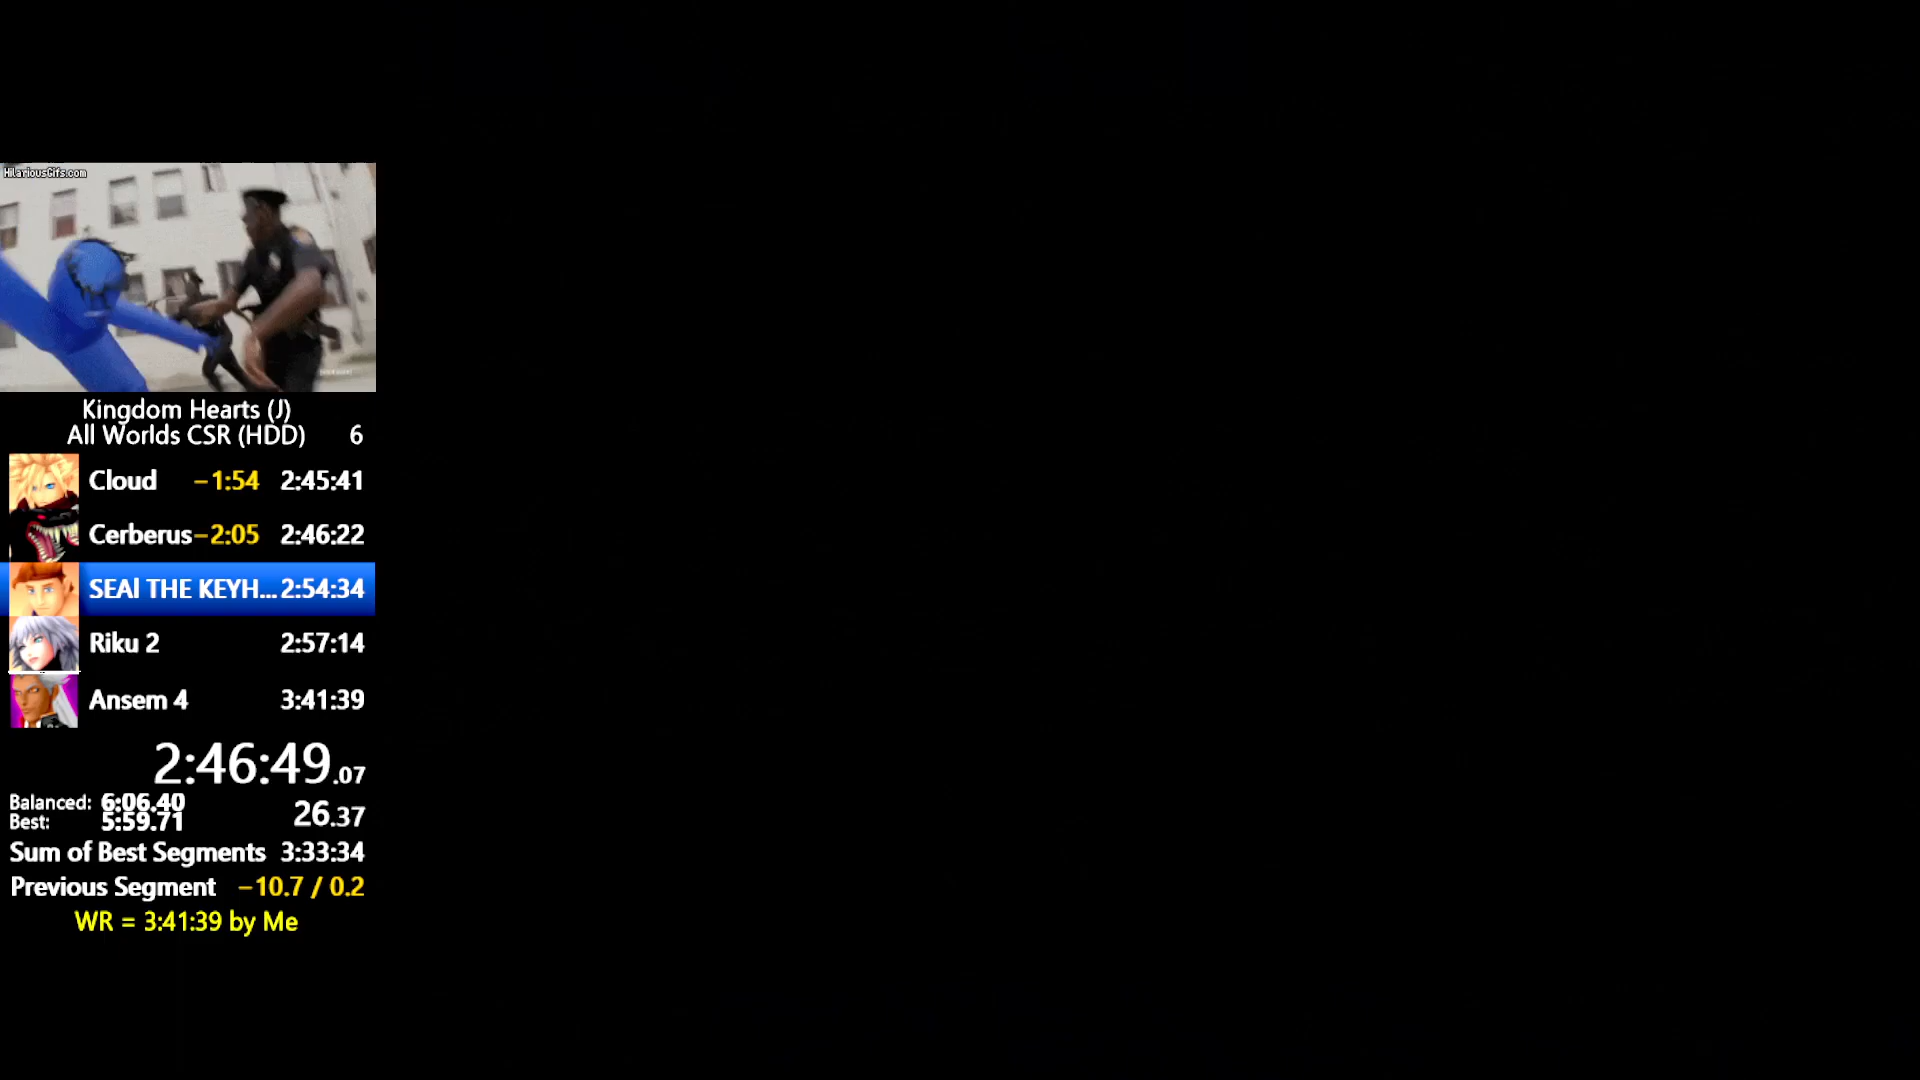 HilariousGifs.com
Kingdom Hearts (J)
All Worlds CSR (HDD) 6
Cloud −1:54 2:45:41
Cerberus −2:05 2:46:22
SEAl THE KEYH... 2:54:34
Riku 2 2:57:14
Ansem 4 3:41:39
2:46:49.07
Balanced: 6:06.40
Best: 5:59.71
26.37
Sum of Best Segments 3:33:34
Previous Segment −10.7 / 0.2
WR = 3:41:39 by Me